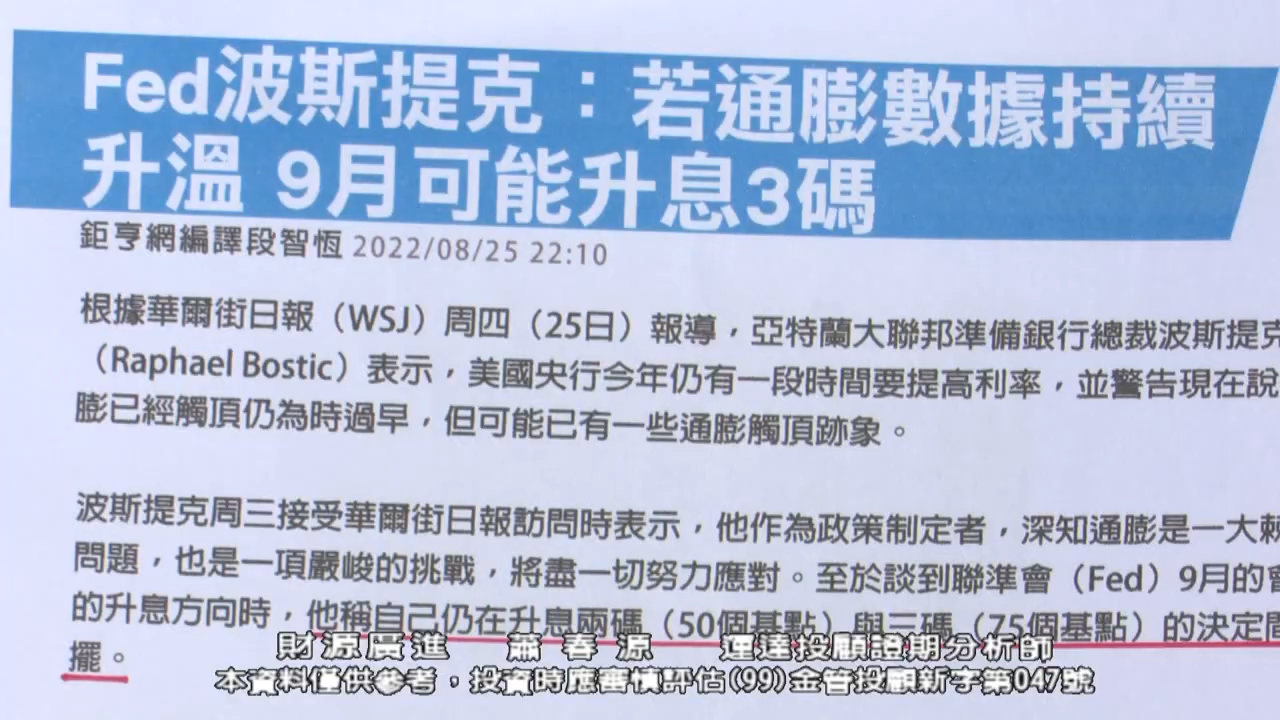 Fed波斯提克：若通膨數據持續
升溫 9月可能升息3碼
鉅亨網編譯段智恆 2022/08/25 22:10
根據華爾街日報（WSJ）周四（25日）報導，亞特蘭大聯邦準備銀行總裁波斯提克
（Raphael Bostic）表示，美國央行今年仍有一段時間要提高利率，並警告現在說
膨已經觸頂仍為時過早，但可能已有一些通膨觸頂跡象。
波斯提克周三接受華爾街日報訪問時表示，他作為政策制定者，深知通膨是一大棘
問題，也是一項嚴峻的挑戰，將盡一切努力應對。至於談到聯準會（Fed）9月的會
的升息方向時，他稱自己仍在升息兩碼（50個基點）與三碼（75個基點）的決定間
擺。
財源廣進 蕭春源 運達投顧證期分析師
本資料僅供參考，投資時應審慎評估(99)金管投顧新字第047號